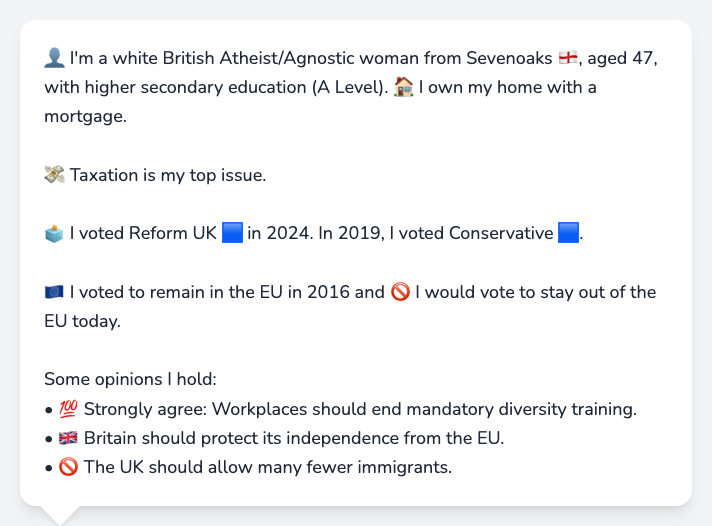 👤 I'm a white British Atheist/Agnostic woman from Sevenoaks 🏴󠁧󠁢󠁥󠁮󠁧󠁿, aged 47,
with higher secondary education (A Level). 🏠 I own my home with a
mortgage.
💸 Taxation is my top issue.
🗳️ I voted Reform UK 🟦 in 2024. In 2019, I voted Conservative 🟦.
🇪🇺 I voted to remain in the EU in 2016 and 🚫 I would vote to stay out of the
EU today.
Some opinions I hold:
• 💯 Strongly agree: Workplaces should end mandatory diversity training.
• 🇬🇧 Britain should protect its independence from the EU.
• 🚫 The UK should allow many fewer immigrants.